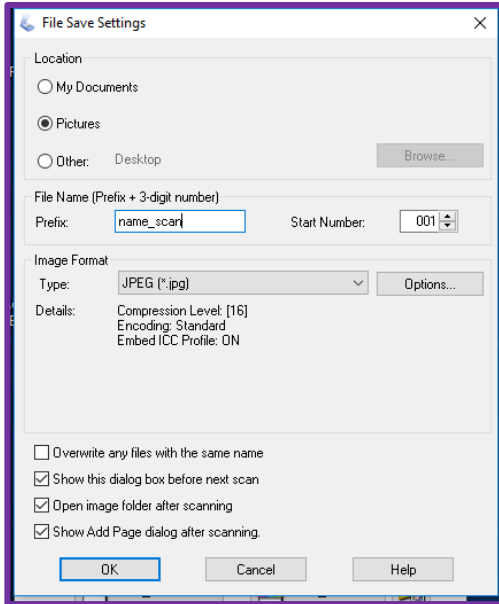 File Save Settings
Location
My Documents
Pictures
Other: Desktop Browse...
File Name (Prefix + 3-digit number)
Prefix: name_scan Start Number: 001
Image Format
Type: JPEG (*.jpg) Options...
Details: Compression Level: [16]
Encoding: Standard
Embed ICC Profile: ON
Overwrite any files with the same name
Show this dialog box before next scan
Open image folder after scanning
Show Add Page dialog after scanning.
OK Cancel Help